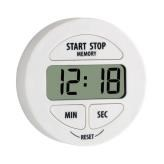 START STOP
MEMORY
12:18
MIN SEC
RESET